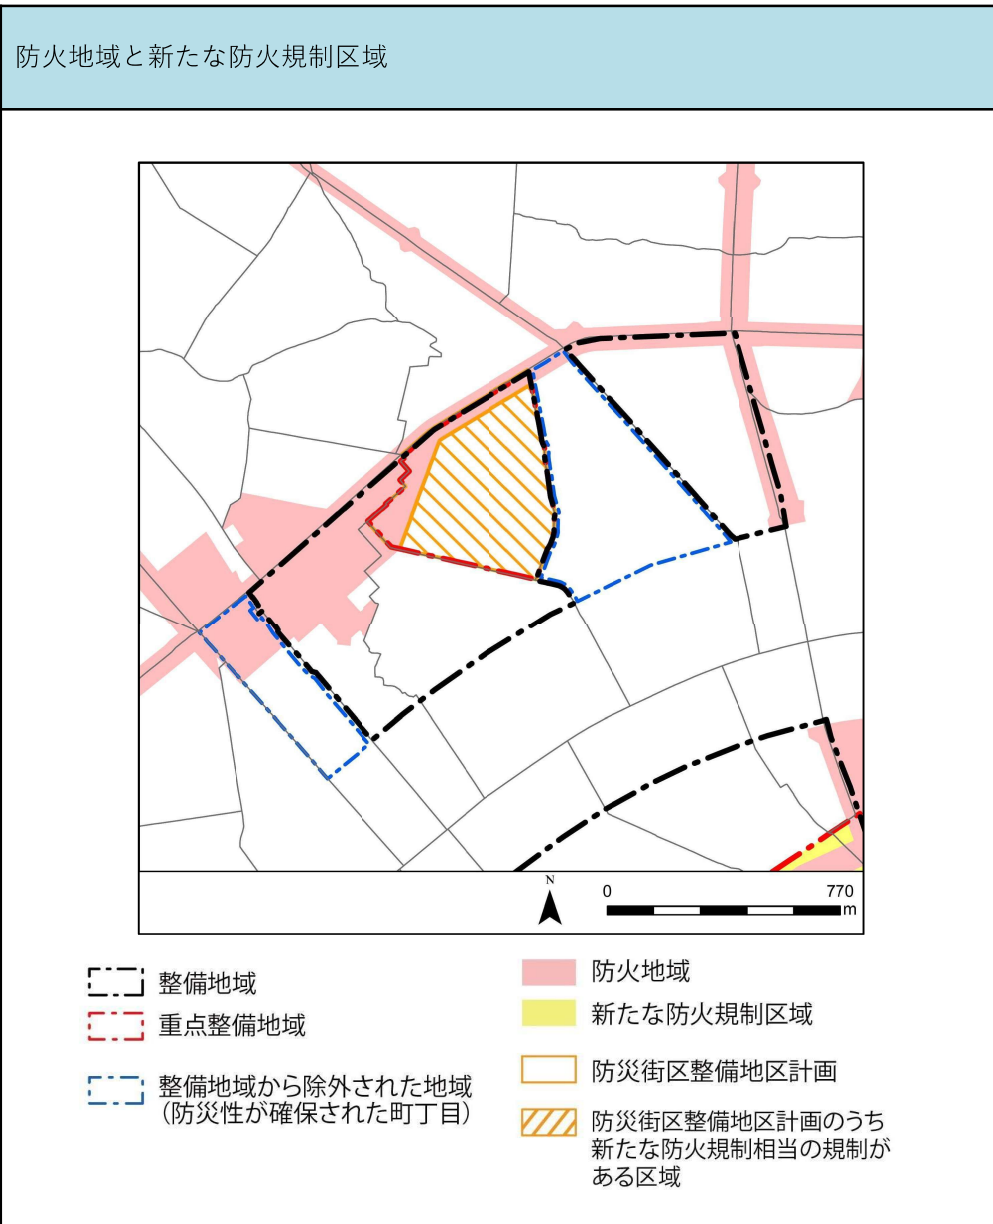 防火地域と新たな防火規制区域
N
0
770
m
整備地域
重点整備地域
整備地域から除外された地域
（防災性が確保された町丁目）
防火地域
新たな防火規制区域
防災街区整備地区計画
防災街区整備地区計画のうち
新たな防火規制相当の規制が
ある区域